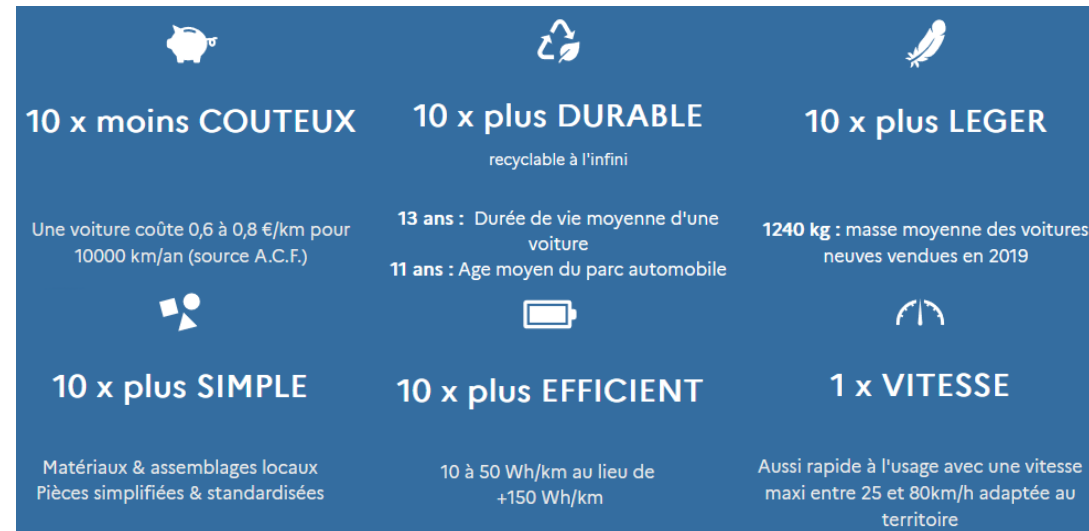 10 x moins COUTEUX
Une voiture coûte 0,6 à 0,8 €/km pour
10000 km/an (source A.C.F.)
10 x plus DURABLE
recyclable à l'infini
13 ans : Durée de vie moyenne d'une
voiture
11 ans : Age moyen du parc automobile
10 x plus LEGER
1240 kg : masse moyenne des voitures
neuves vendues en 2019
10 x plus SIMPLE
Matériaux & assemblages locaux
Pièces simplifiées & standardisées
10 x plus EFFICIENT
10 à 50 Wh/km au lieu de
+150 Wh/km
1 x VITESSE
Aussi rapide à l'usage avec une vitesse
maxi entre 25 et 80km/h adaptée au
territoire